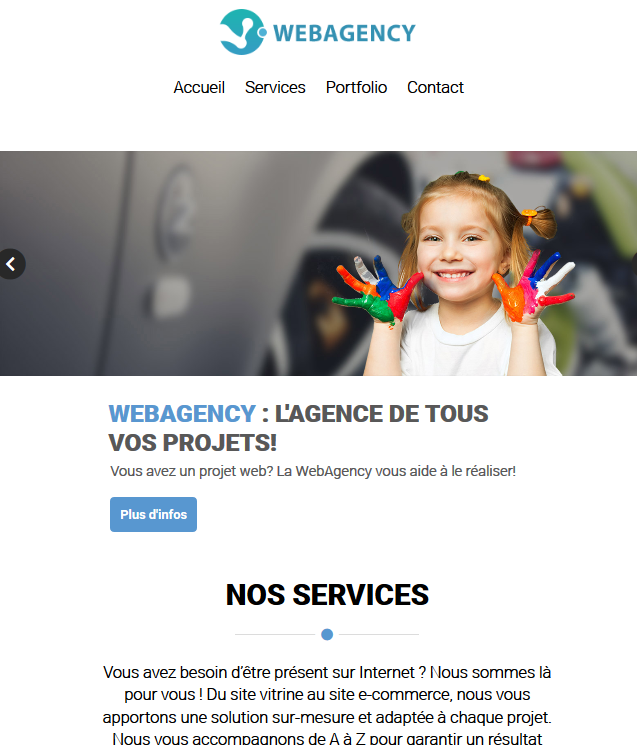 WEBAGENCY
Accueil Services Portfolio Contact
WEBAGENCY : L'AGENCE DE TOUS
VOS PROJETS!
Vous avez un projet web? La WebAgency vous aide à le réaliser!
Plus d'infos
NOS SERVICES
Vous avez besoin d'être présent sur Internet ? Nous sommes là
pour vous ! Du site vitrine au site e-commerce, nous vous
apportons une solution sur-mesure et adaptée à chaque projet.
Nous vous accompagnons de A à Z pour garantir un résultat